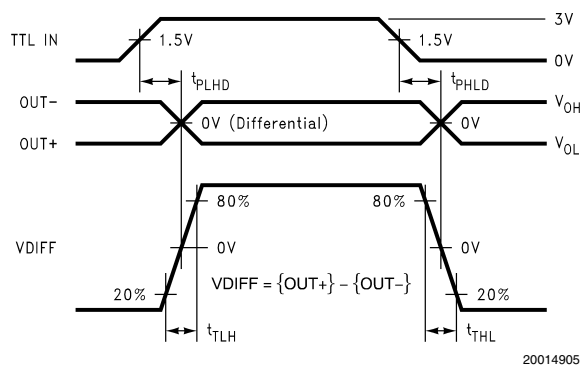 3V
TTL IN
1.5V
1.5V
0V
tPLHD
tPHLD
OUT−
VOH
0V (Differential)
0V
OUT+
VOL
80%
80%
VDIFF
0V
0V
VDIFF = {OUT+} − {OUT−}
20%
20%
tTLH
tTHL
20014905